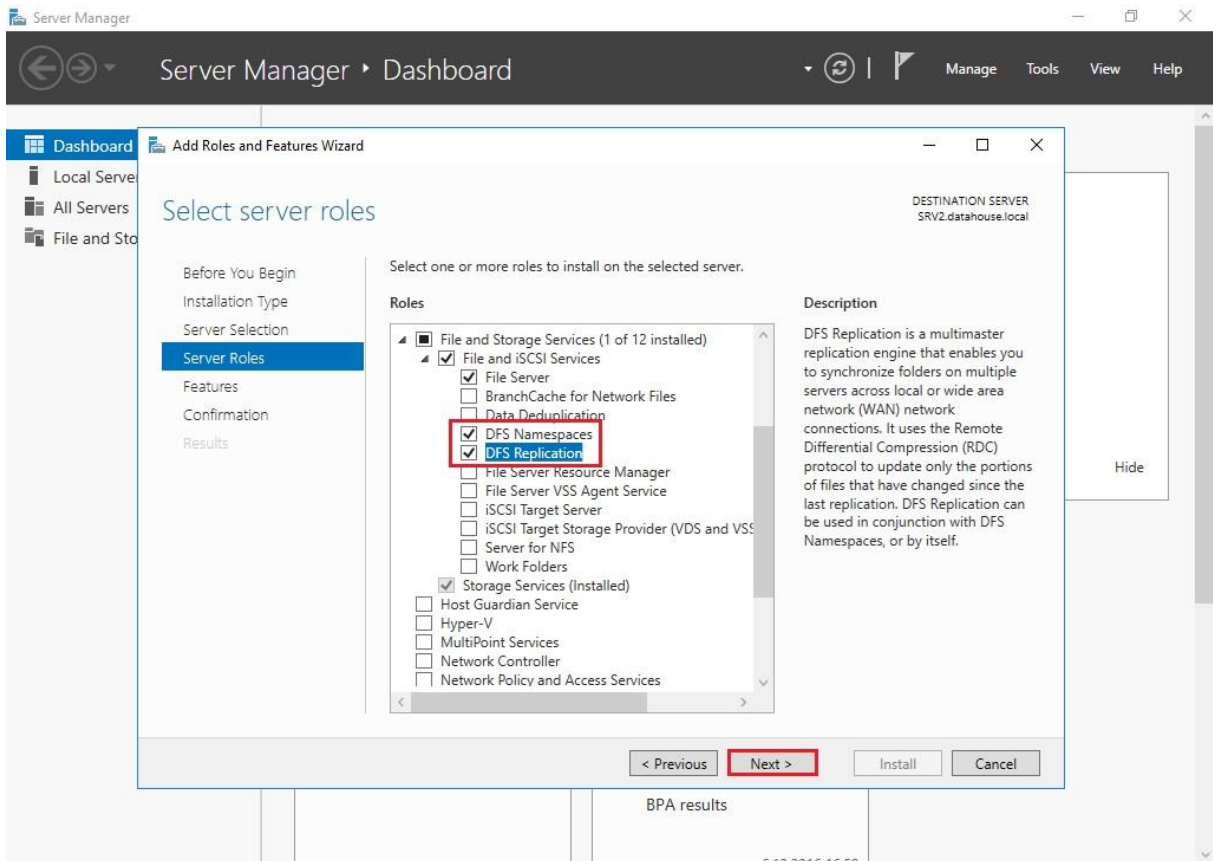 Server Manager
Server Manager • Dashboard
Manage Tools View Help
Dashboard
Local Server
All Servers
File and Sto
Add Roles and Features Wizard
Select server roles
DESTINATION SERVER
SRV2.datahouse.local
Before You Begin
Installation Type
Server Selection
Server Roles
Features
Confirmation
Results
Select one or more roles to install on the selected server.
Roles
File and Storage Services (1 of 12 installed)
File and iSCSI Services
File Server
BranchCache for Network Files
Data Deduplication
DFS Namespaces
DFS Replication
File Server Resource Manager
File Server VSS Agent Service
iSCSI Target Server
iSCSI Target Storage Provider (VDS and VSS
Server for NFS
Work Folders
Storage Services (Installed)
Host Guardian Service
Hyper-V
MultiPoint Services
Network Controller
Network Policy and Access Services
Description
DFS Replication is a multimaster
replication engine that enables you
to synchronize folders on multiple
servers across local or wide area
network (WAN) network
connections. It uses the Remote
Differential Compression (RDC)
protocol to update only the portions
of files that have changed since the
last replication. DFS Replication can
be used in conjunction with DFS
Namespaces, or by itself.
Hide
< Previous
Next >
Install
Cancel
BPA results